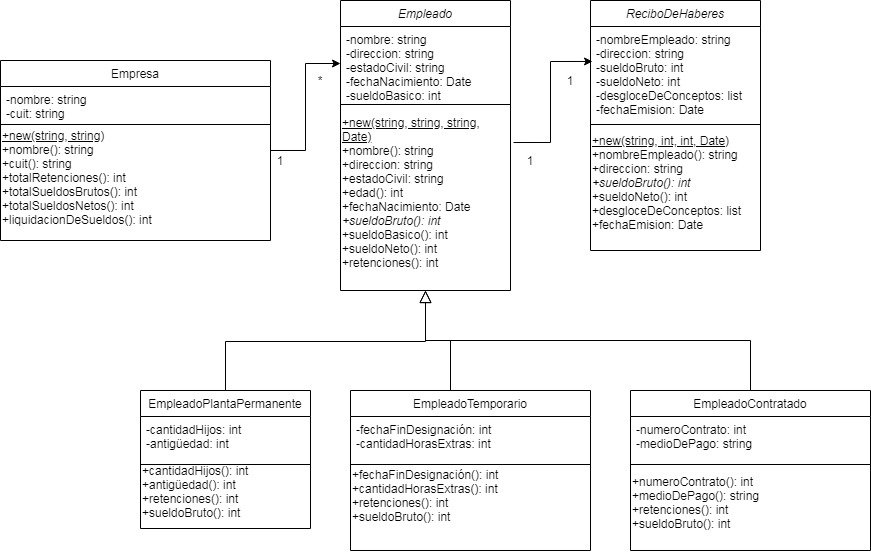 Empresa
-nombre: string
-cuit: string
+new(string, string)
+nombre(): string
+cuit(): string
+totalRetenciones(): int
+totalSueldosBrutos(): int
+totalSueldosNetos(): int
+liquidacionDeSueldos(): int
1
*
Empleado
-nombre: string
-direccion: string
-estadoCivil: string
-fechaNacimiento: Date
-sueldoBasico: int
+new(string, string, string,
Date)
+nombre(): string
+direccion: string
+estadoCivil: string
+edad(): int
+fechaNacimiento: Date
+sueldoBruto(): int
+sueldoBasico(): int
+sueldoNeto(): int
+retenciones(): int
1
1
ReciboDeHaberes
-nombreEmpleado: string
-direccion: string
-sueldoBruto: int
-sueldoNeto: int
-desgloceDeConceptos: list
-fechaEmision: Date
+new(string, int, int, Date)
+nombreEmpleado(): string
+direccion: string
+sueldoBruto(): int
+sueldoNeto(): int
+desgloceDeConceptos: list
+fechaEmision: Date
EmpleadoPlantaPermanente
-cantidadHijos: int
-antigüedad: int
+cantidadHijos(): int
+antigüedad(): int
+retenciones(): int
+sueldoBruto(): int
EmpleadoTemporario
-fechaFinDesignación: int
-cantidadHorasExtras: int
+fechaFinDesignación(): int
+cantidadHorasExtras(): int
+retenciones(): int
+sueldoBruto(): int
EmpleadoContratado
-numeroContrato: int
-medioDePago: string
+numeroContrato(): int
+medioDePago(): string
+retenciones(): int
+sueldoBruto(): int